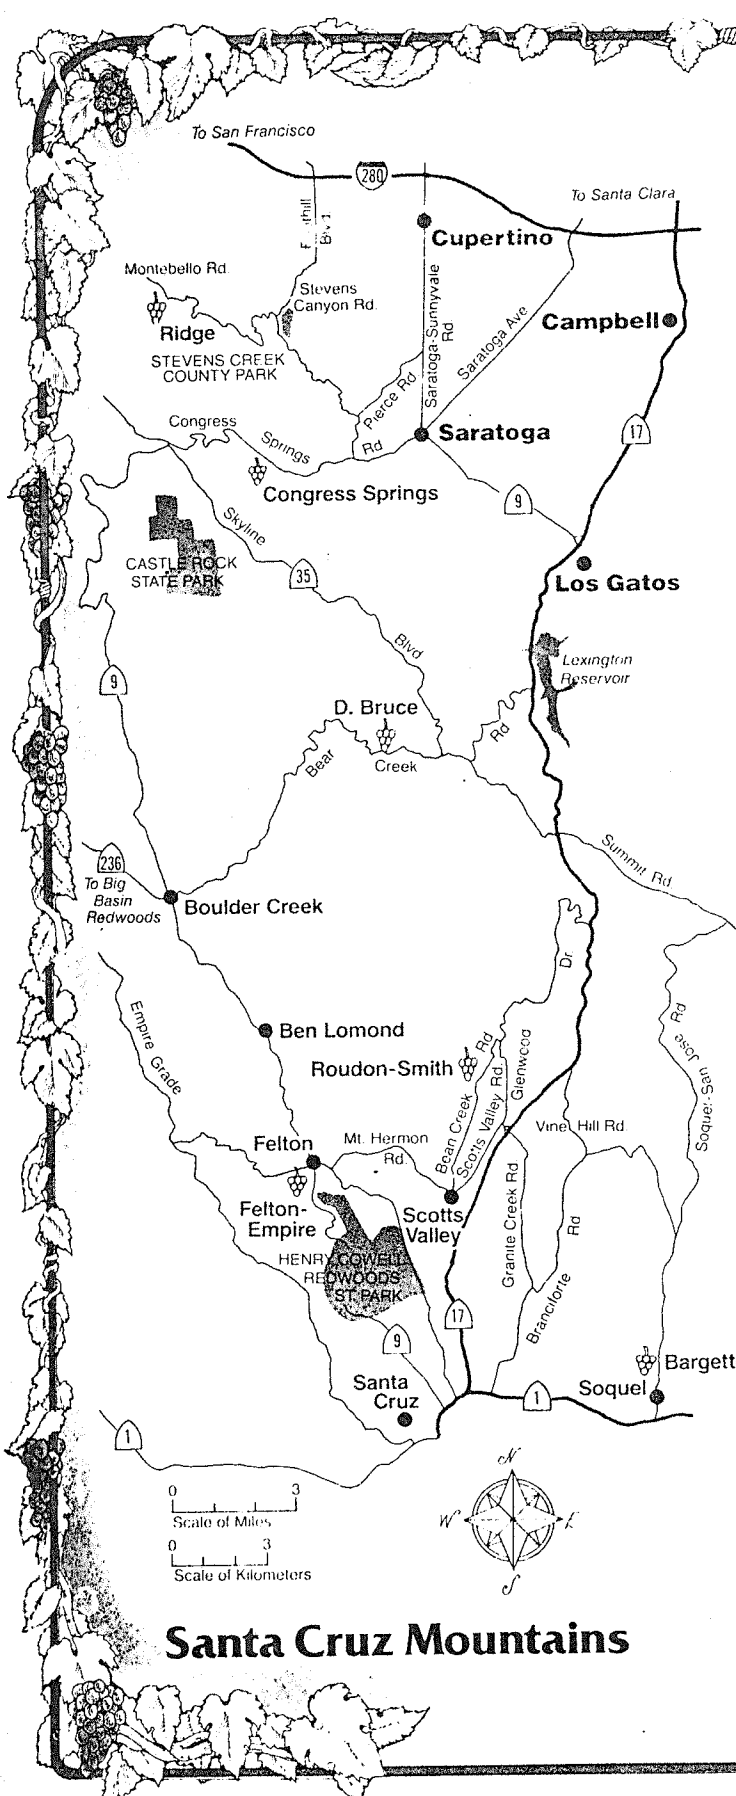 To San Francisco
280
To Santa Clara
Blvd
Cupertino
Montebello Rd.
Stevens
Canyon Rd.
Saratoga-Sunnyvale
Rd.
Saratoga Ave
Campbell
Ridge
STEVENS CREEK
COUNTY PARK
Pierce Rd
17
Congress
Springs
Rd
Saratoga
Congress Springs
9
Skyline
CASTLE ROCK
STATE PARK
35
Los Gatos
Blvd
Lexington
Reservoir
9
D. Bruce
Rd
Bear
Creek
236
To Big
Basin
Redwoods
Summit Rd.
Boulder Creek
Dr.
Empire Grade
Ben Lomond
Rd
Roudon-Smith
Glenwood
Soquel-San Jose
Rd
Bean Creek
Rd
Scotts Valley Rd.
Felton
Mt. Hermon
Rd.
Vine Hill Rd.
Felton-
Empire
Scotts
Valley
Granite Creek Rd.
Branciforte
Rd
HENRY COWELL
REDWOODS
ST PARK
17
9
Bargetto
Santa
Cruz
1
Soquel
1
N
W
E
S
0 3
Scale of Miles
0 3
Scale of Kilometers
Santa Cruz Mountains